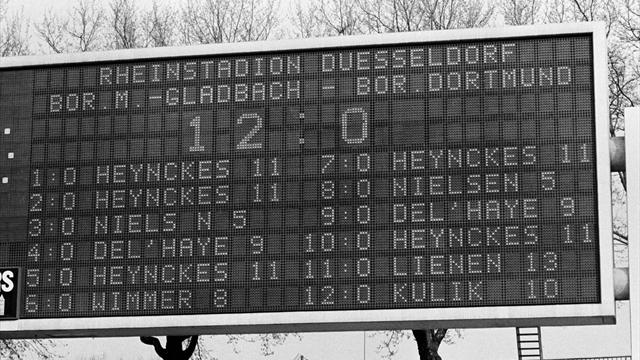 RHEINSTADION DUESSELDORF
BOR.M.-GLADBACH - BOR.DORTMUND
12:0
1:0 HEYNCKES 11 7:0 HEYNCKES 11
2:0 HEYNCKES 11 8:0 NIELSEN 5
3:0 NIELS N 5 9:0 DEL'HAYE 9
4:0 DEL'HAYE 9 10:0 HEYNCKES 11
5:0 HEYNCKES 11 11:0 LIENEN 13
6:0 WIMMER 8 12:0 KULIK 10